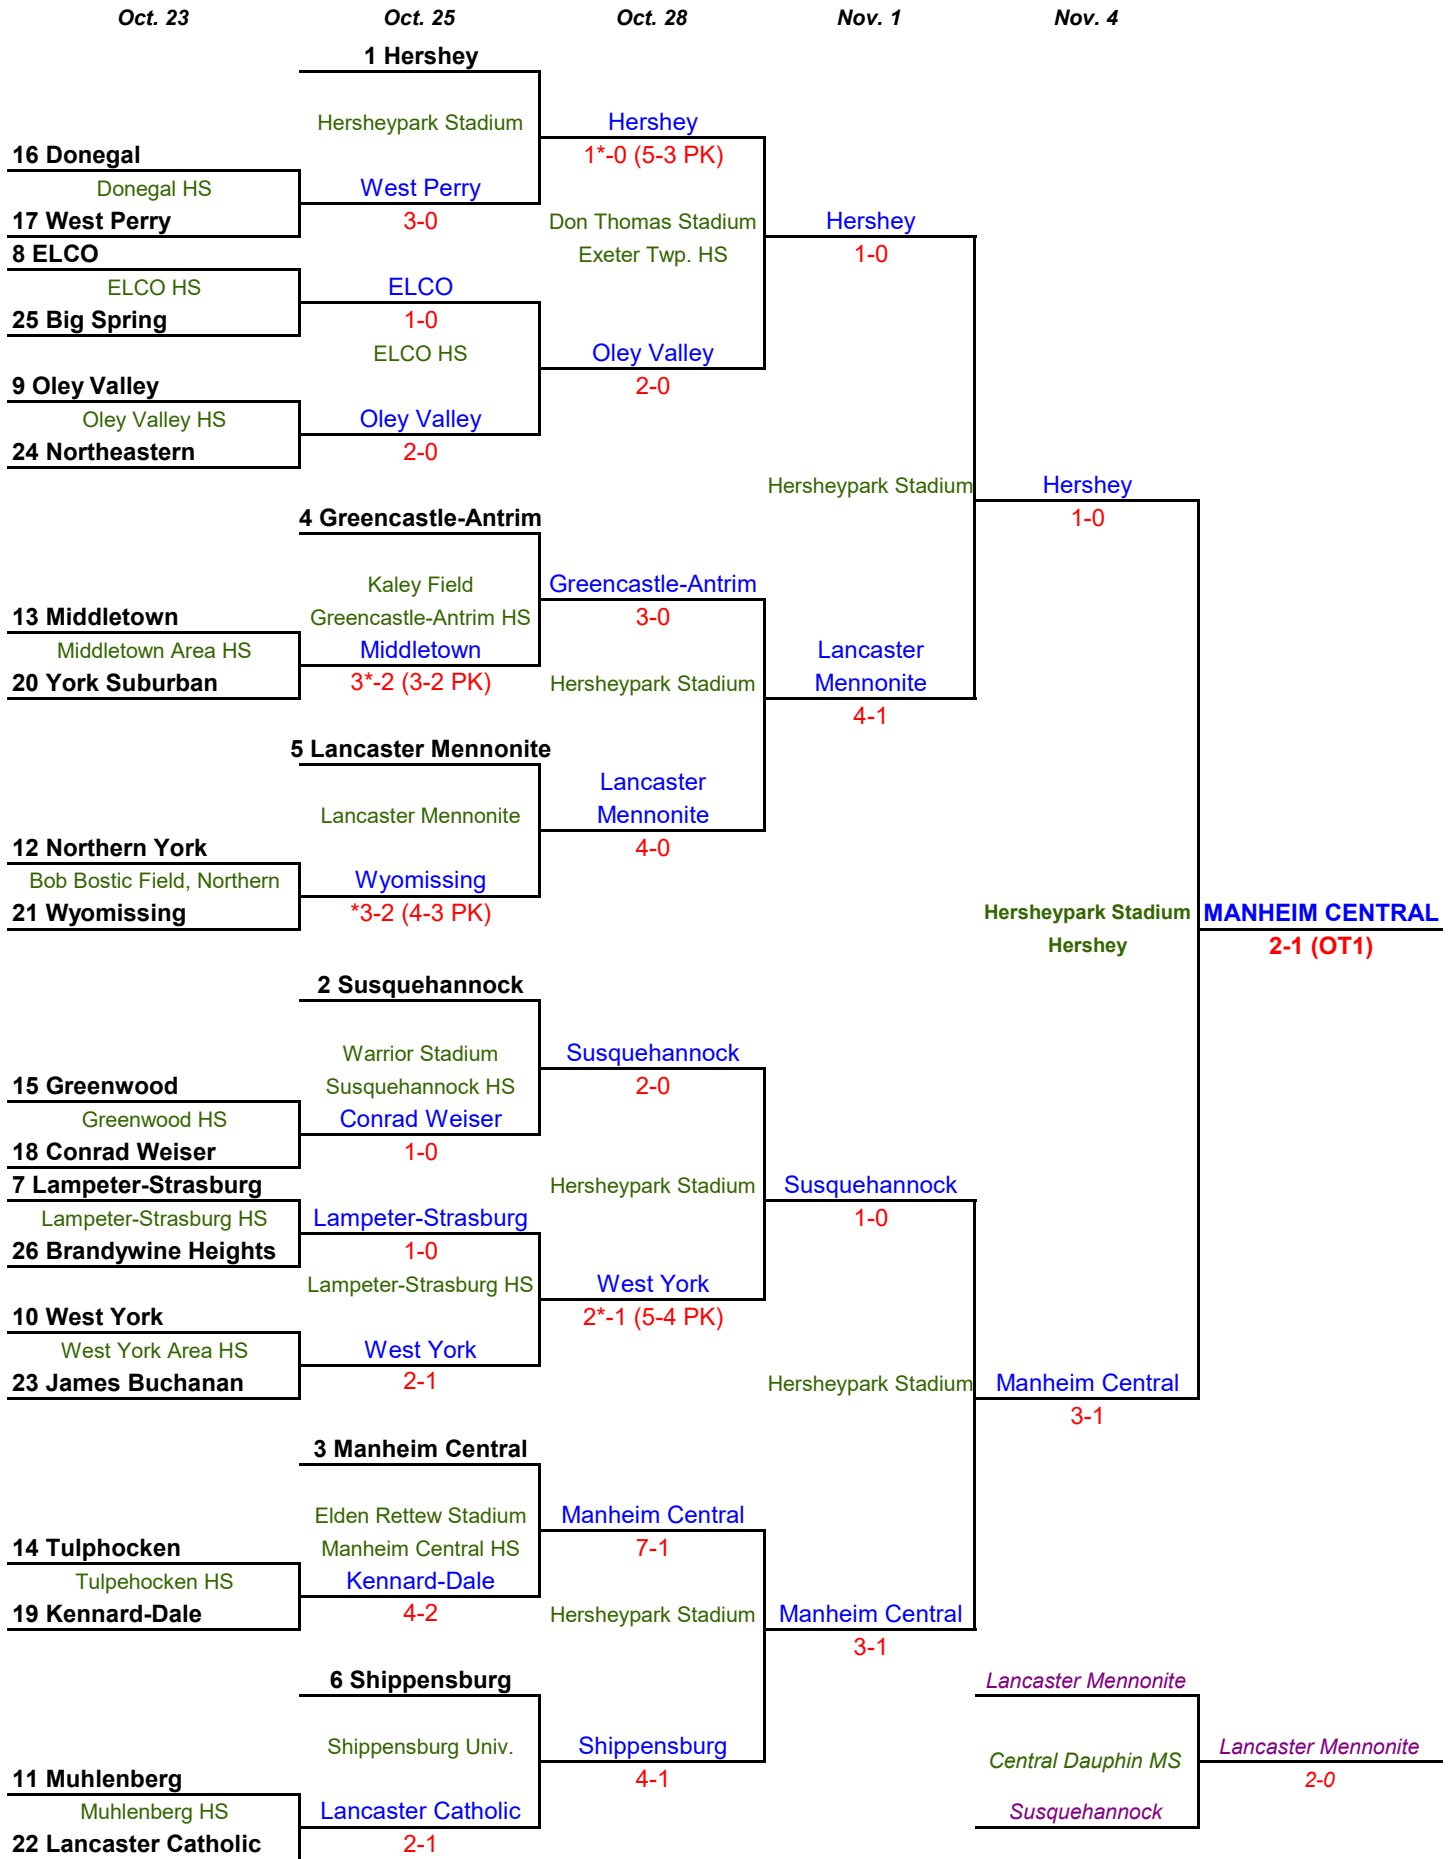 Oct. 23 Oct. 25 Oct. 28 Nov. 1 Nov. 4
1 Hershey
Hersheypark Stadium Hershey
16 Donegal 1*-0 (5-3 PK)
Donegal HS West Perry
17 West Perry 3-0 Don Thomas Stadium Hershey
8 ELCO Exeter Twp. HS 1-0
ELCO HS ELCO
25 Big Spring 1-0
ELCO HS Oley Valley
9 Oley Valley 2-0
Oley Valley HS Oley Valley
24 Northeastern 2-0
Hersheypark Stadium Hershey
4 Greencastle-Antrim 1-0
Kaley Field Greencastle-Antrim
13 Middletown Greencastle-Antrim HS 3-0
Middletown Area HS Middletown Lancaster
20 York Suburban 3*-2 (3-2 PK) Hersheypark Stadium Mennonite
4-1
5 Lancaster Mennonite
Lancaster
Lancaster Mennonite Mennonite
12 Northern York 4-0
Bob Bostic Field, Northern Wyomissing
21 Wyomissing *3-2 (4-3 PK) Hersheypark Stadium MANHEIM CENTRAL
Hershey 2-1 (OT1)
2 Susquehannock
Warrior Stadium Susquehannock
15 Greenwood Susquehannock HS 2-0
Greenwood HS Conrad Weiser
18 Conrad Weiser 1-0
7 Lampeter-Strasburg Hersheypark Stadium Susquehannock
Lampeter-Strasburg HS Lampeter-Strasburg 1-0
26 Brandywine Heights 1-0
Lampeter-Strasburg HS West York
10 West York 2*-1 (5-4 PK)
West York Area HS West York
23 James Buchanan 2-1 Hersheypark Stadium Manheim Central
3-1
3 Manheim Central
Elden Rettew Stadium Manheim Central
14 Tulphocken Manheim Central HS 7-1
Tulpehocken HS Kennard-Dale
19 Kennard-Dale 4-2 Hersheypark Stadium Manheim Central
3-1
6 Shippensburg Lancaster Mennonite
Shippensburg Univ. Shippensburg Central Dauphin MS Lancaster Mennonite
11 Muhlenberg 4-1 2-0
Muhlenberg HS Lancaster Catholic Susquehannock
22 Lancaster Catholic 2-1